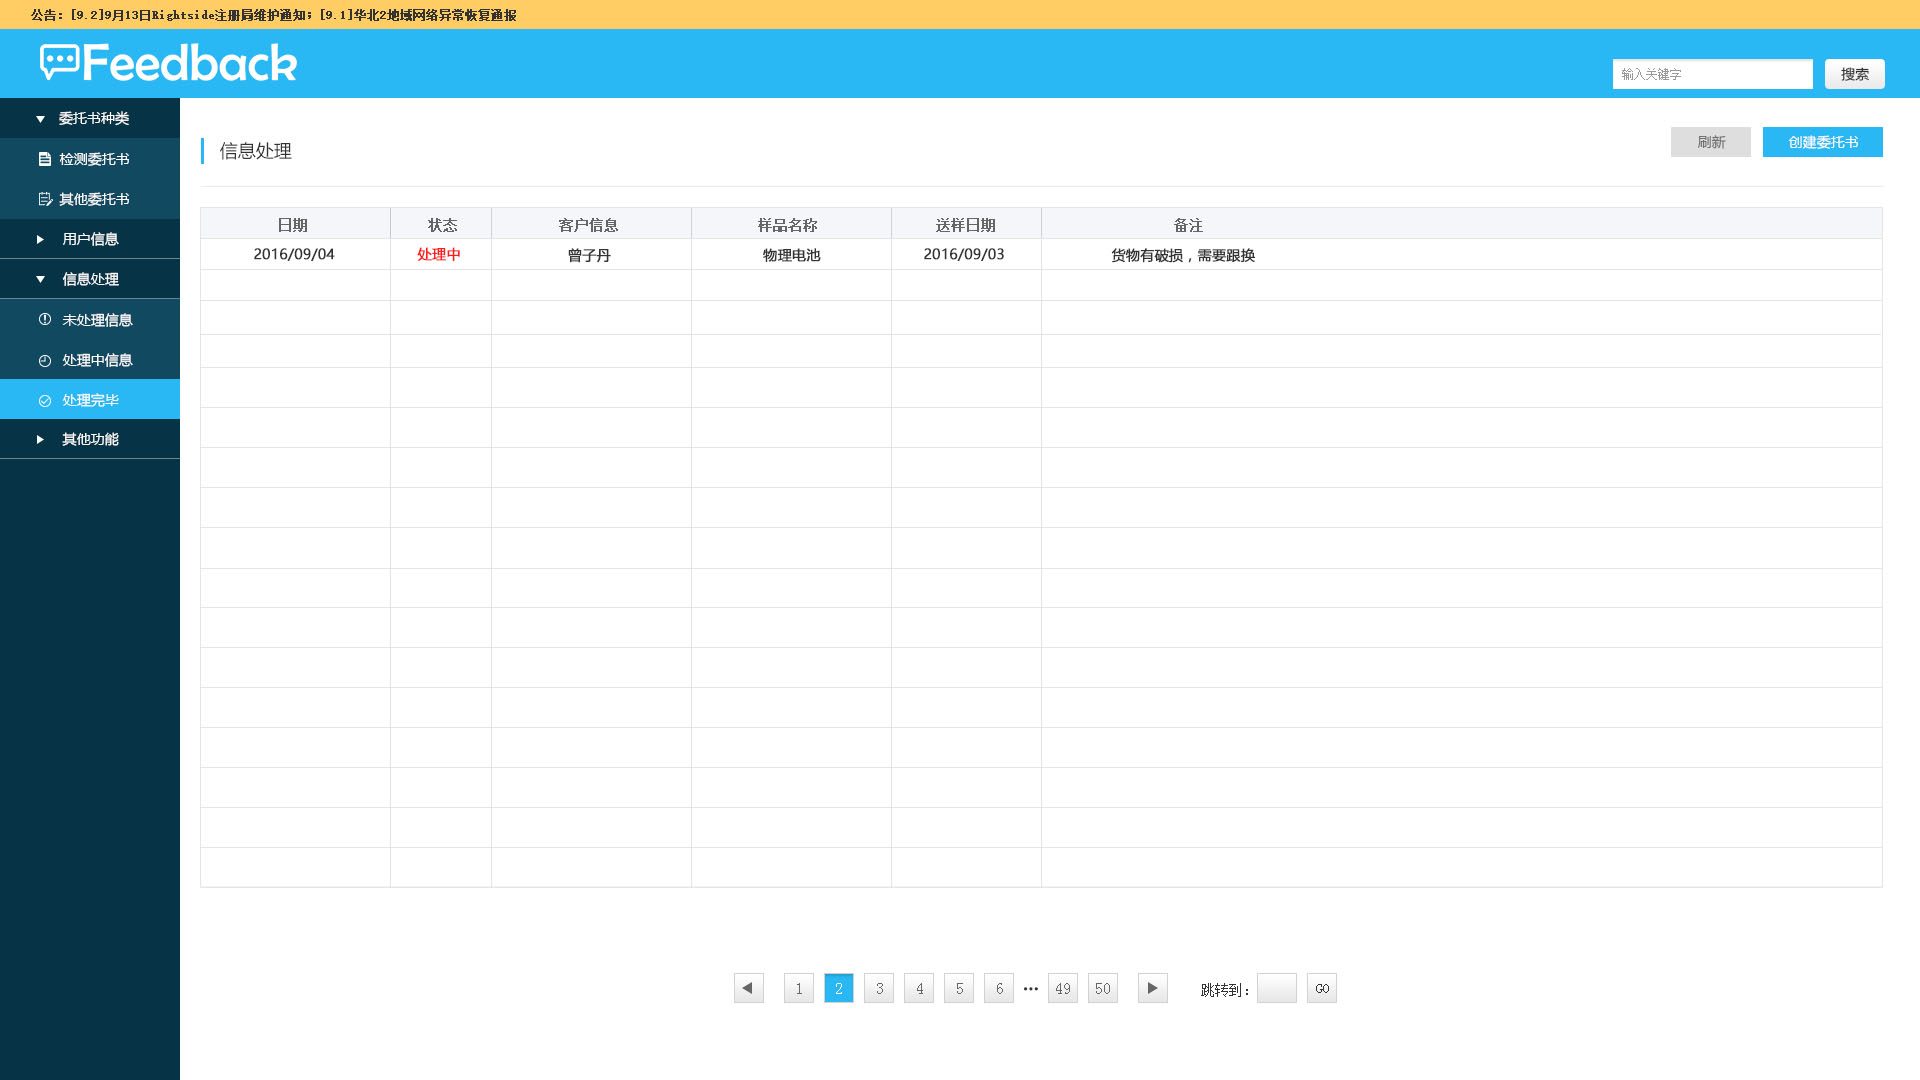 公告：[9.2]9月13日Rightside注册局维护通知；[9.1]华北2地域网络异常恢复通报
Feedback
输入关键字
搜索
委托书种类
检测委托书
其他委托书
用户信息
信息处理
未处理信息
处理中信息
处理完毕
其他功能
信息处理
刷新
创建委托书
日期 状态 客户信息 样品名称 送样日期 备注
2016/09/04 处理中 曾子丹 物理电池 2016/09/03 货物有破损，需要跟换
1 2 3 4 5 6 ••• 49 50 跳转到： GO